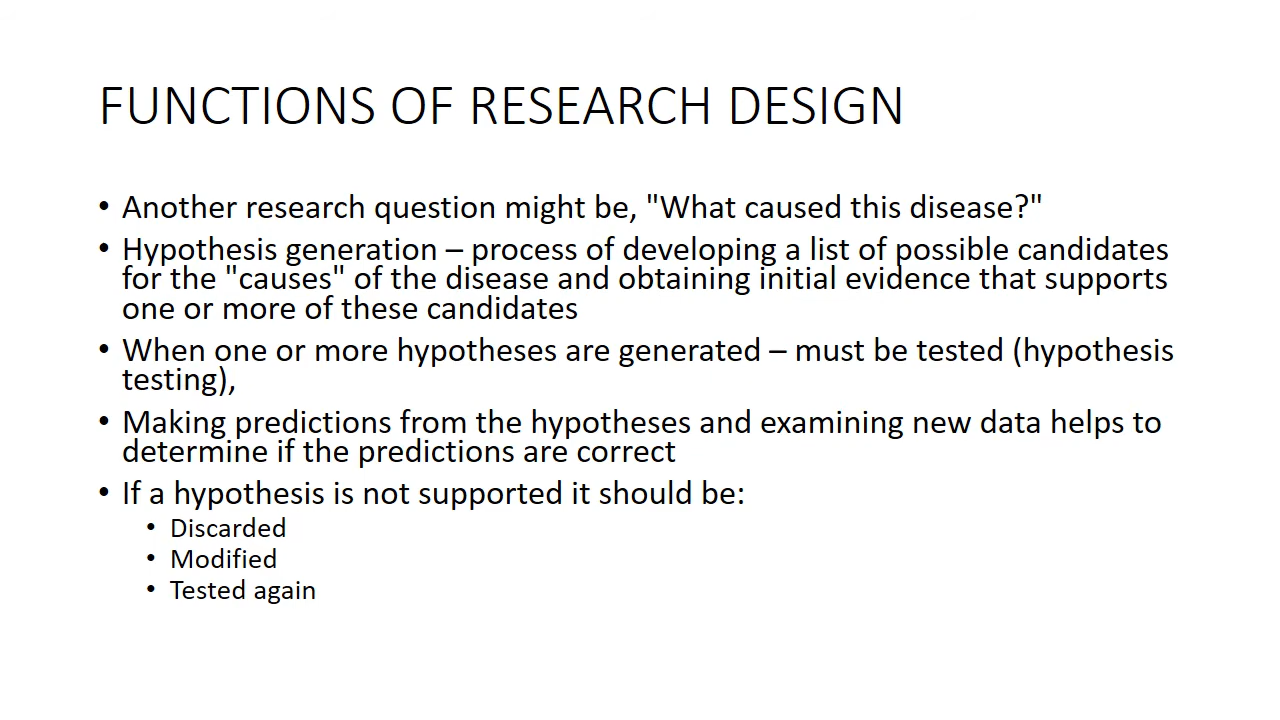 FUNCTIONS OF RESEARCH DESIGN
• Another research question might be, "What caused this disease?"
• Hypothesis generation – process of developing a list of possible candidates
for the "causes" of the disease and obtaining initial evidence that supports
one or more of these candidates
• When one or more hypotheses are generated – must be tested (hypothesis
testing),
• Making predictions from the hypotheses and examining new data helps to
determine if the predictions are correct
• If a hypothesis is not supported it should be:
• Discarded
• Modified
• Tested again